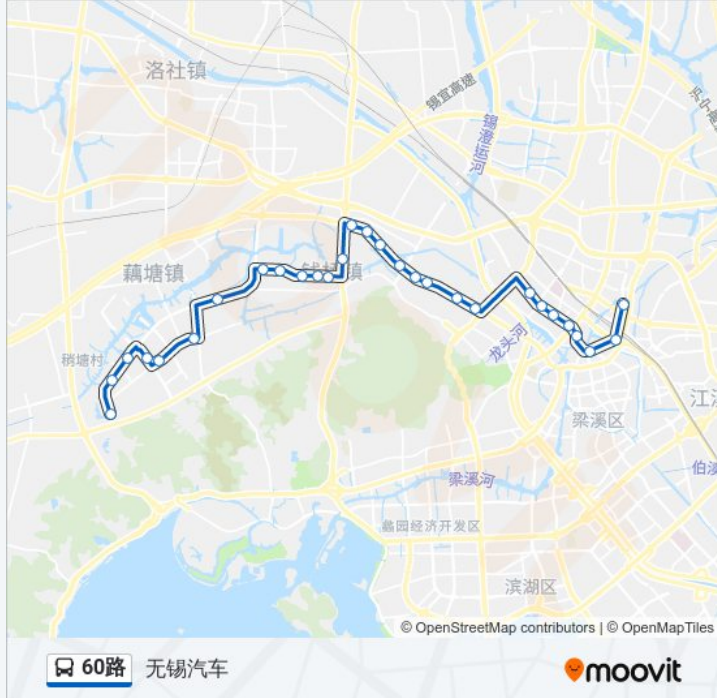 洛社镇
锡宜高速
锡澄运河
藕塘镇
钱桥镇
稍塘村
龙头河
江
梁溪区
梁溪河
伯渎
蠡园经济开发区
滨湖区
© OpenStreetMap contributors | © OpenMapTiles
60路
无锡汽车
moovit